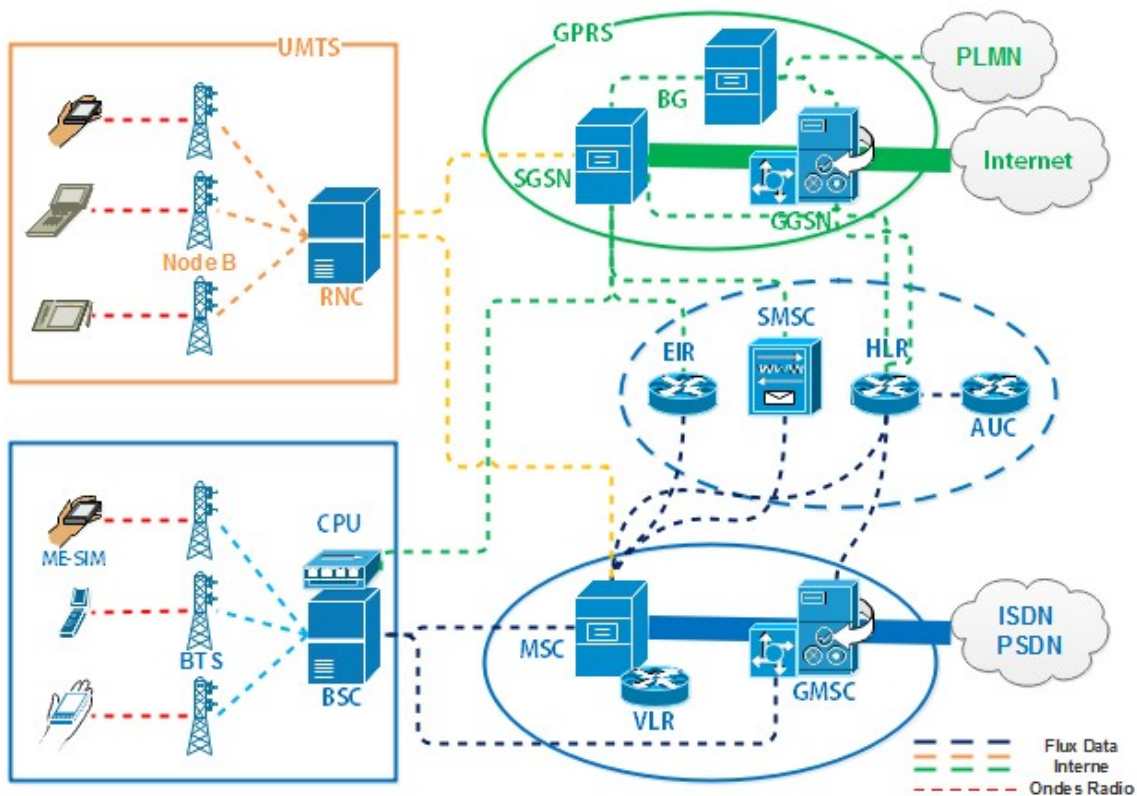 UMTS
GPRS
PLMN
BG
SGSN
Internet
GGSN
Node B
RNC
SMSC
EIR
HLR
AUC
CPU
ME-SIM
BTS
BSC
MSC
VLR
GMSC
ISDN
PSDN
Flux Data
Interne
Ondes Radio